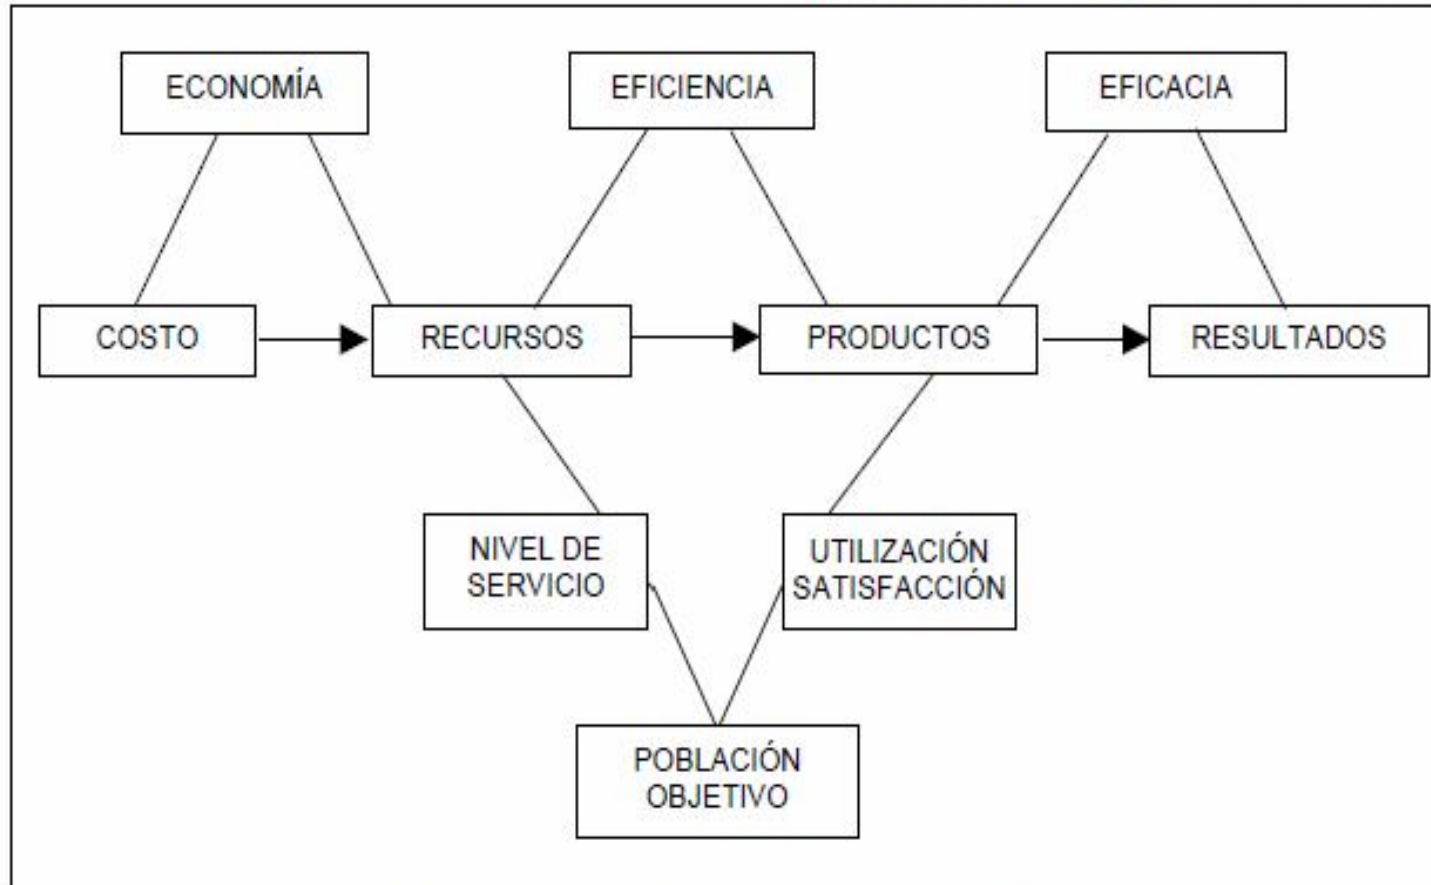 ECONOMÍA
EFICIENCIA
EFICACIA
COSTO
RECURSOS
PRODUCTOS
RESULTADOS
NIVEL DE
SERVICIO
UTILIZACIÓN
SATISFACCIÓN
POBLACIÓN
OBJETIVO